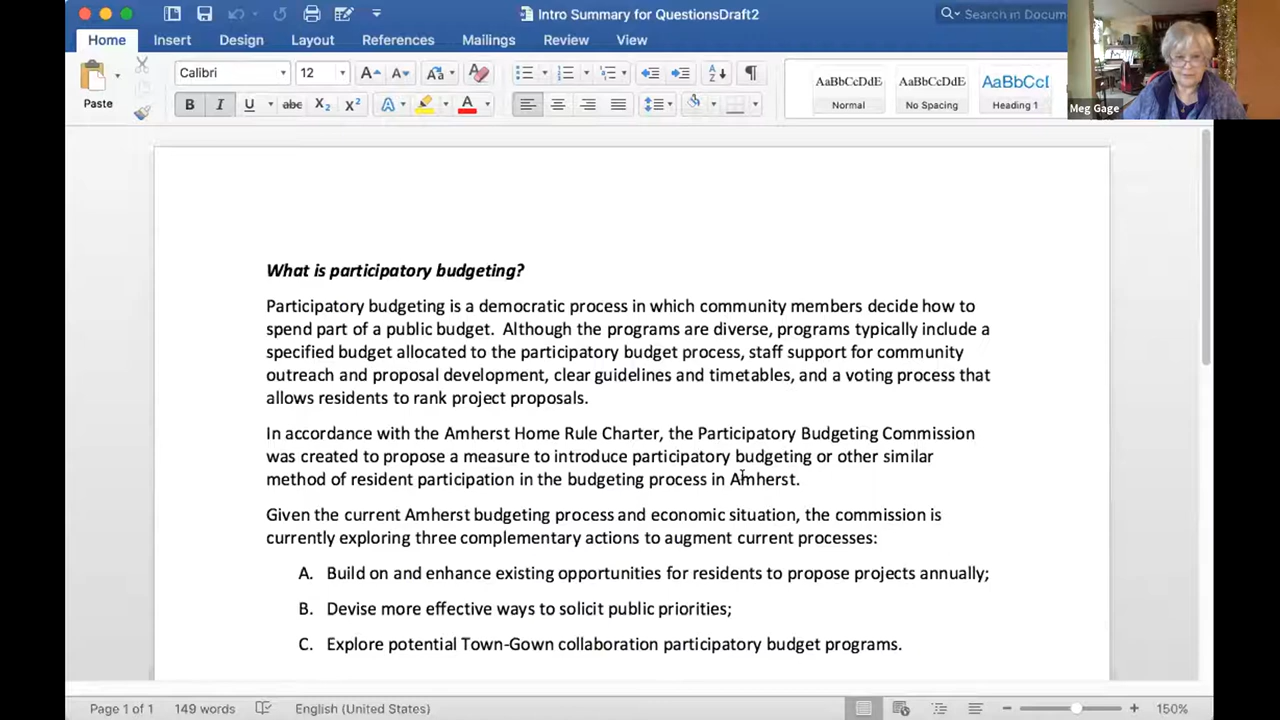 Intro Summary for QuestionsDraft2
Search in Docum
Home Insert Design Layout References Mailings Review View
Paste
Calibri 12
AaBbCcDdE AaBbCcDdE AaBbCcI
Normal No Spacing Heading 1
Meg Gage
What is participatory budgeting?
Participatory budgeting is a democratic process in which community members decide how to
spend part of a public budget. Although the programs are diverse, programs typically include a
specified budget allocated to the participatory budget process, staff support for community
outreach and proposal development, clear guidelines and timetables, and a voting process that
allows residents to rank project proposals.
In accordance with the Amherst Home Rule Charter, the Participatory Budgeting Commission
was created to propose a measure to introduce participatory budgeting or other similar
method of resident participation in the budgeting process in Amherst.
Given the current Amherst budgeting process and economic situation, the commission is
currently exploring three complementary actions to augment current processes:
A. Build on and enhance existing opportunities for residents to propose projects annually;
B. Devise more effective ways to solicit public priorities;
C. Explore potential Town-Gown collaboration participatory budget programs.
Page 1 of 1 149 words English (United States) 150%